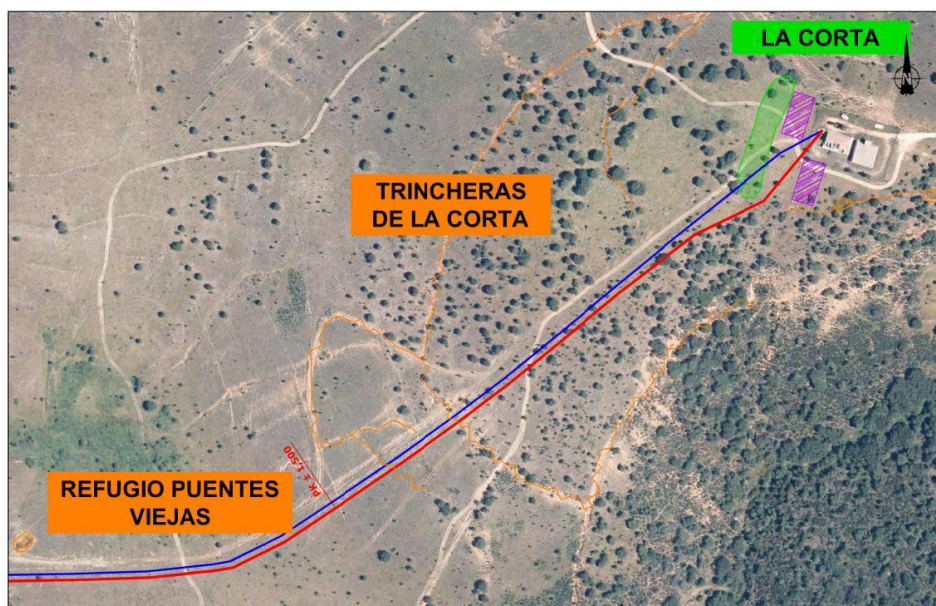 LA CORTA
N
TRINCHERAS
DE LA CORTA
PK ± 1/500
REFUGIO PUENTES
VIEJAS